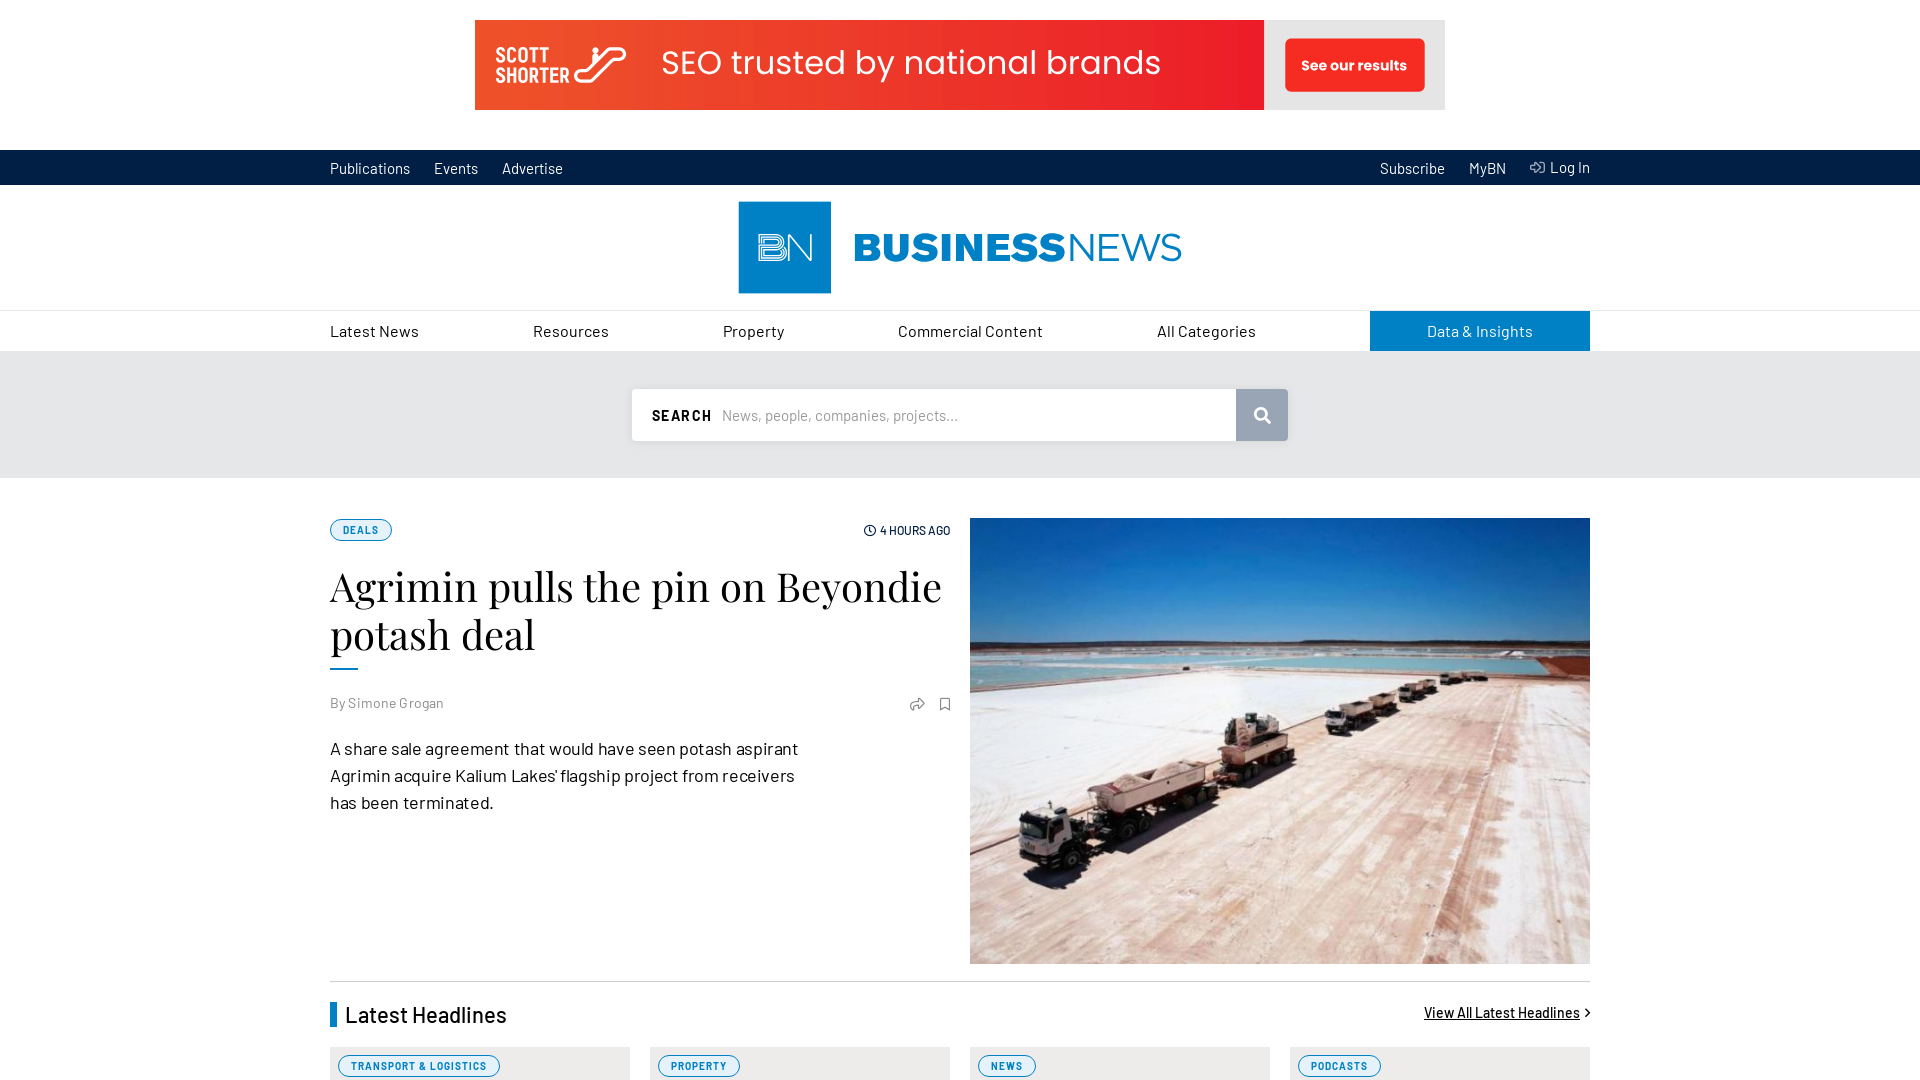 SCOTT
SHORTER
SEO trusted by national brands
See our results
Publications Events Advertise
Subscribe MyBN Log In
BN BUSINESSNEWS
Latest News Resources Property Commercial Content All Categories Data & Insights
SEARCH News, people, companies, projects...
DEALS
4 HOURS AGO
Agrimin pulls the pin on Beyondie
potash deal
By Simone Grogan
A share sale agreement that would have seen potash aspirant
Agrimin acquire Kalium Lakes' flagship project from receivers
has been terminated.
Latest Headlines
View All Latest Headlines
TRANSPORT & LOGISTICS
PROPERTY
NEWS
PODCASTS